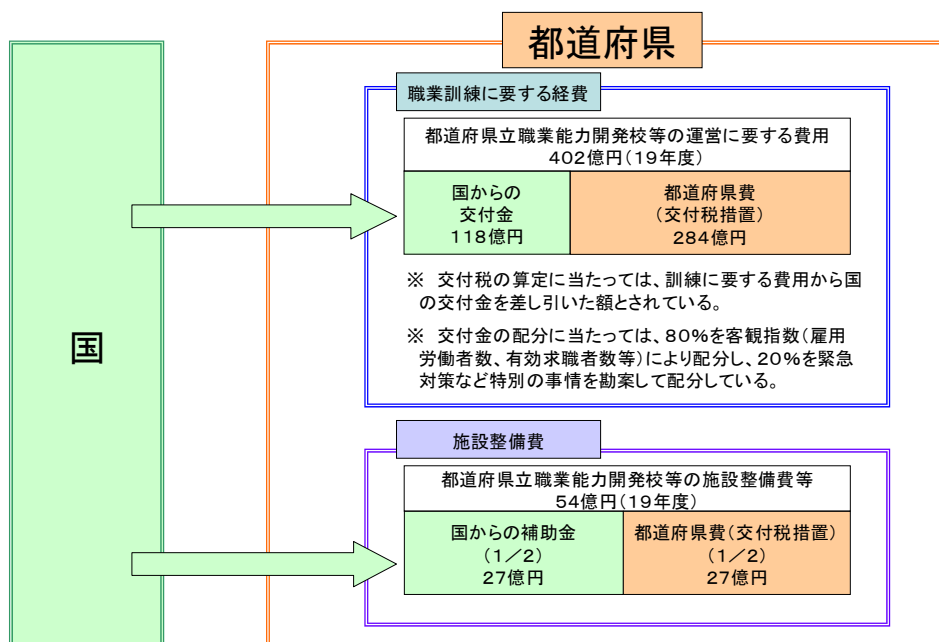 都道府県
国
職業訓練に要する経費
都道府県立職業能力開発校等の運営に要する費用
402億円(19年度)
国からの
交付金
118億円
都道府県費
(交付税措置)
284億円
※ 交付税の算定に当たっては、訓練に要する費用から国
の交付金を差し引いた額とされている。
※ 交付金の配分に当たっては、80%を客観指数(雇用
労働者数、有効求職者数等)により配分し、20%を緊急
対策など特別の事情を勘案して配分している。
施設整備費
都道府県立職業能力開発校等の施設整備費等
54億円(19年度)
国からの補助金
(1/2)
27億円
都道府県費(交付税措置)
(1/2)
27億円